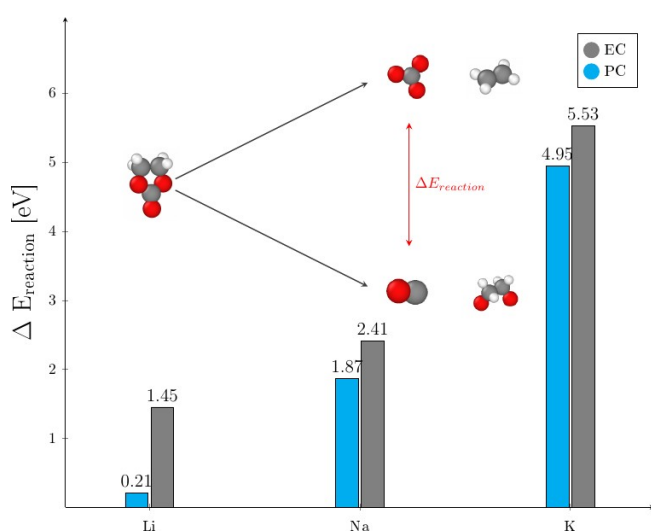 EC
PC
6
5
4
3
2
1
Δ E_reaction [eV]
ΔE_reaction
0.21
1.45
1.87
2.41
4.95
5.53
Li
Na
K